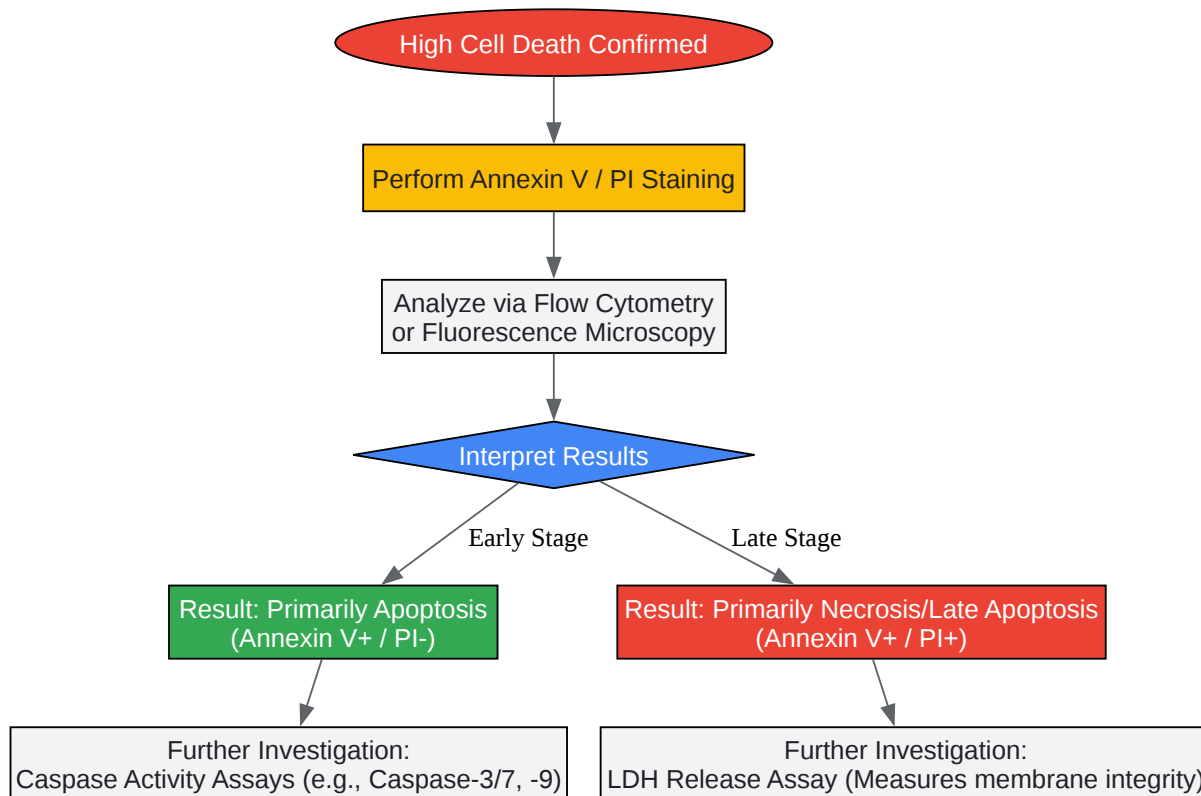 High Cell Death Confirmed
Perform Annexin V / PI Staining
Analyze via Flow Cytometry
or Fluorescence Microscopy
Interpret Results
Early Stage
Late Stage
Result: Primarily Apoptosis
(Annexin V+ / PI-)
Result: Primarily Necrosis/Late Apoptosis
(Annexin V+ / PI+)
Further Investigation:
Caspase Activity Assays (e.g., Caspase-3/7, -9)
Further Investigation:
LDH Release Assay (Measures membrane integrity)